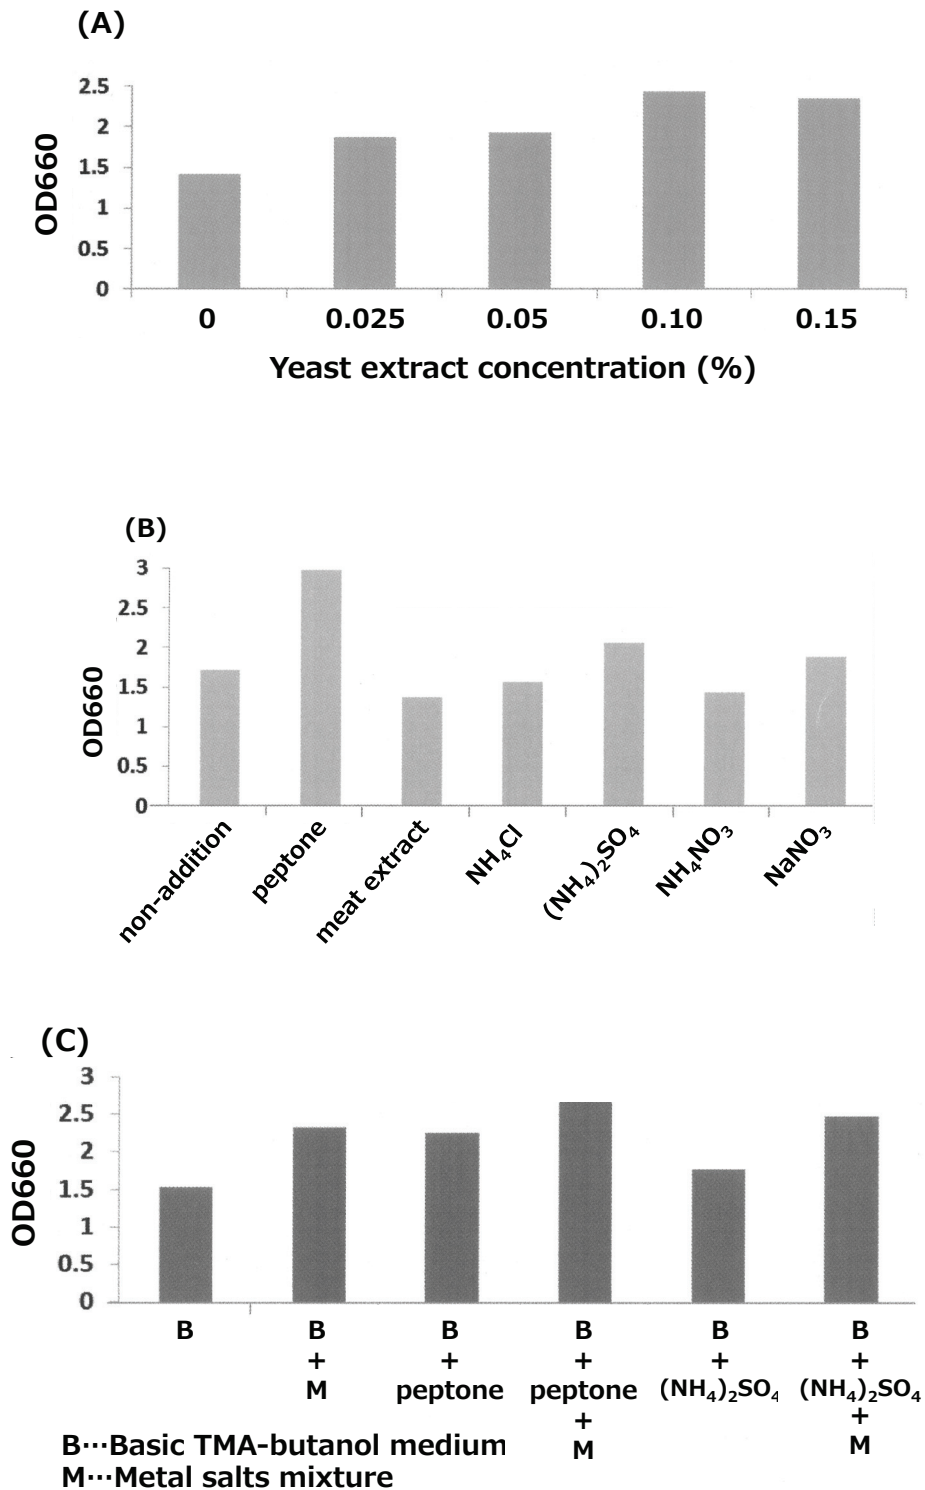 (A)
2.5
2
1.5
1
0.5
0
OD660
0 0.025 0.05 0.10 0.15
Yeast extract concentration (%)
(B)
3
2.5
2
1.5
1
0.5
0
OD660
non-addition peptone meat extract NH₄Cl (NH₄)₂SO₄ NH₄NO₃ NaNO₃
(C)
3
2.5
2
1.5
1
0.5
0
OD660
B B B B B B
+ + + + +
M peptone peptone (NH₄)₂SO₄ (NH₄)₂SO₄
+ +
M M
B···Basic TMA-butanol medium
M···Metal salts mixture